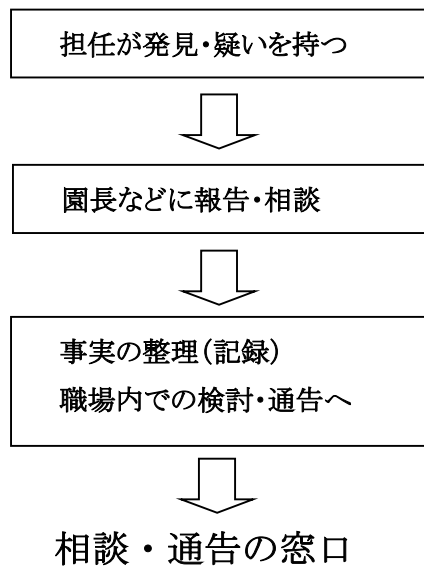 担任が発見・疑いを持つ
園長などに報告・相談
事実の整理(記録)
職場内での検討・通告へ
相談・通告の窓口